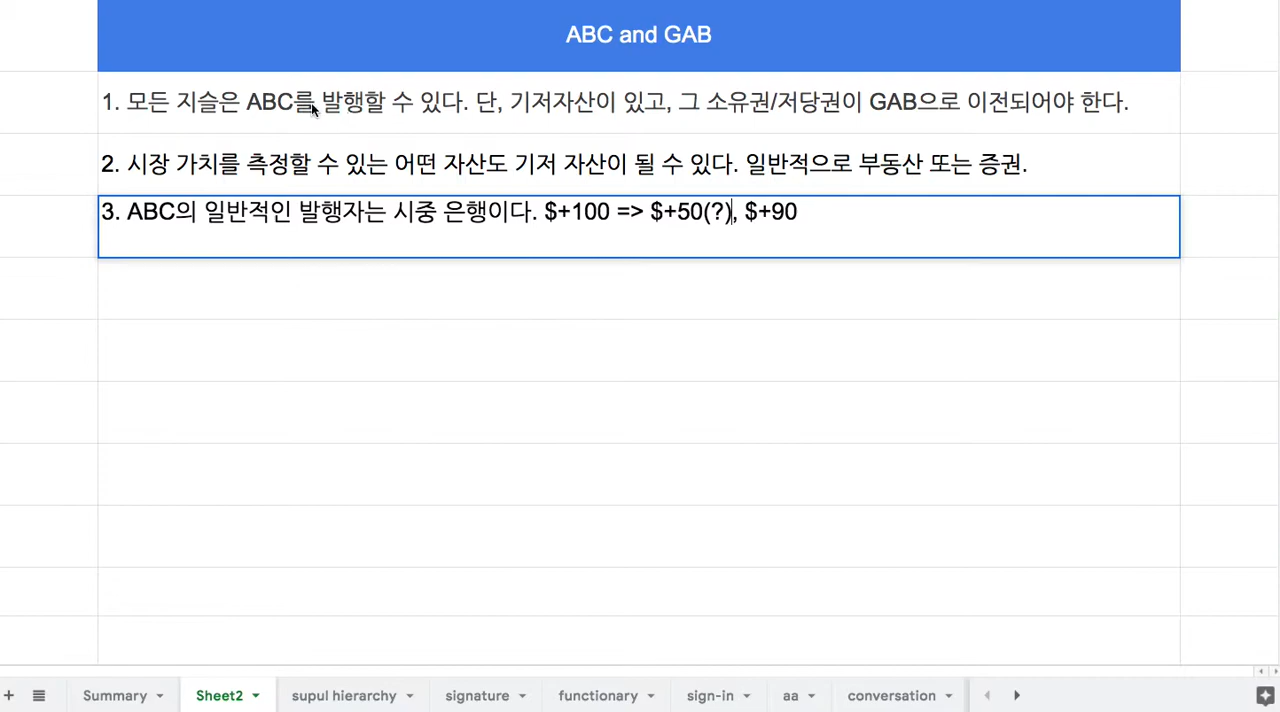 ABC and GAB
1. 모든 지슬은 ABC를 발행할 수 있다. 단, 기저자산이 있고, 그 소유권/저당권이 GAB으로 이전되어야 한다.
2. 시장 가치를 측정할 수 있는 어떤 자산도 기저 자산이 될 수 있다. 일반적으로 부동산 또는 증권.
3. ABC의 일반적인 발행자는 시중 은행이다. $+100 => $+50(?), $+90
+ Summary Sheet2 supul hierarchy signature functionary sign-in aa conversation